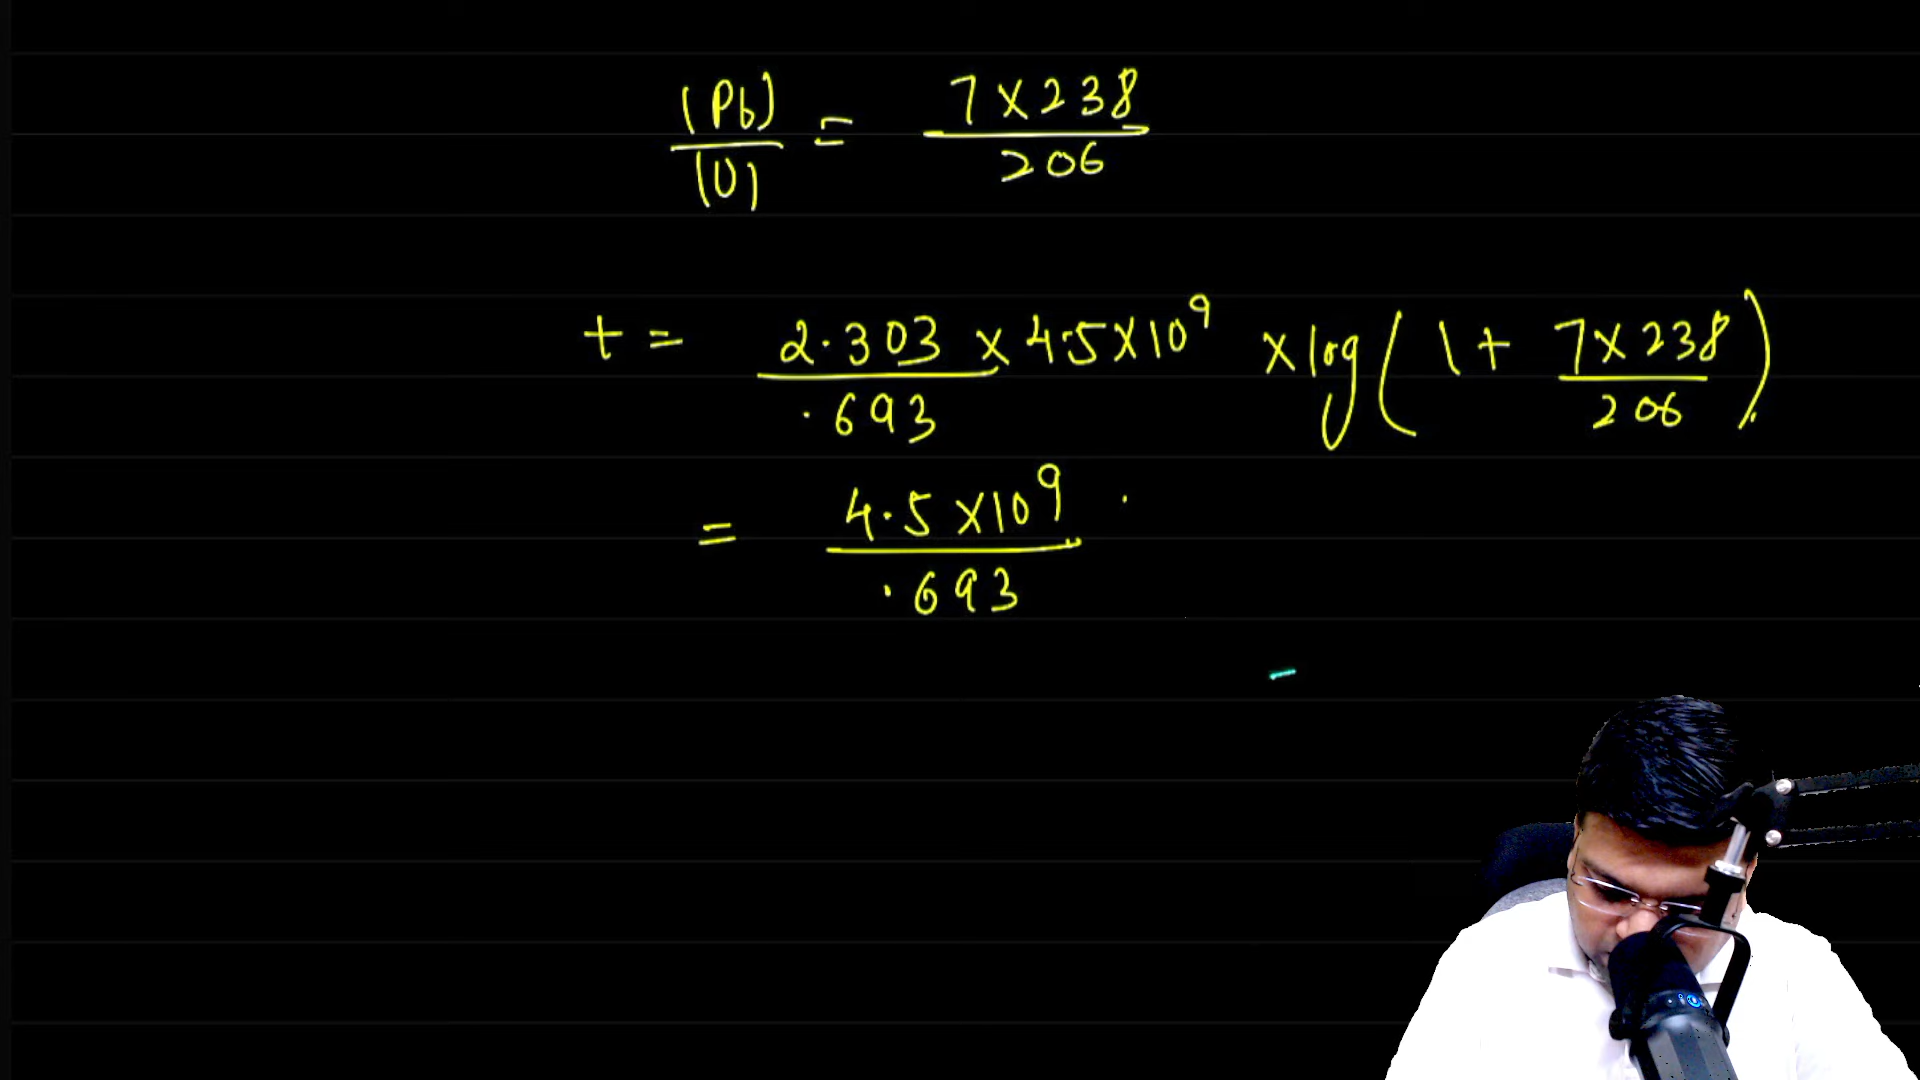 (Pb) / (U) = 7 X 238 / 206
t = 2.303 x 4.5 X 10⁹ / .693 x log ( 1 + 7 X 238 / 206 )
= 4.5 X 10⁹ / .693 .